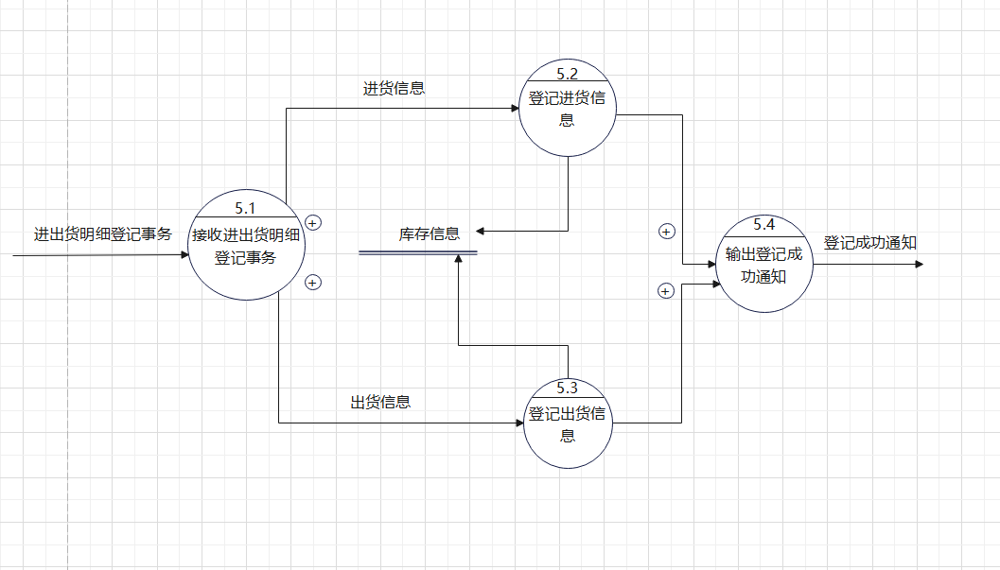 5.2
进货信息
登记进货信
息
5.1
进出货明细登记事务
接收进出货明细
登记事务
+
+
库存信息
+
+
5.4
输出登记成
功通知
登记成功通知
5.3
出货信息
登记出货信
息